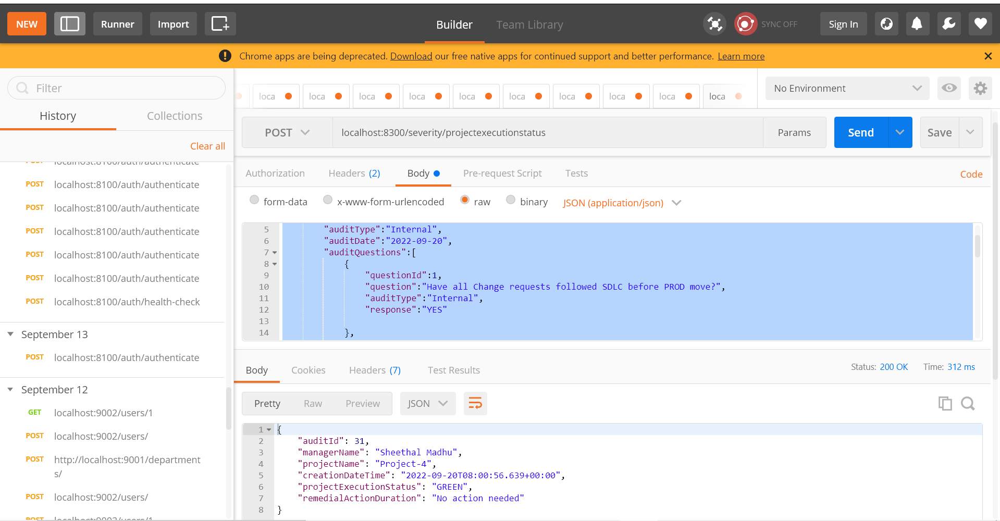 NEW Runner Import Builder Team Library SYNC OFF Sign In
Chrome apps are being deprecated. Download our free native apps for continued support and better performance. Learn more
Filter
History Collections
Clear all
localhost:8100/auth/authenticate
POST localhost:8100/auth/authenticate
POST localhost:8100/auth/authenticate
POST localhost:8100/auth/authenticate
POST localhost:8100/auth/authenticate
POST localhost:8100/auth/authenticate
POST localhost:8100/auth/health-check
September 13
POST localhost:8100/auth/authenticate
September 12
GET localhost:9002/users/1
POST localhost:9002/users/
POST http://localhost:9001/department
s/
POST localhost:9002/users/
POST localhost:9002/users/1
loca loca loca loca loca loca loca loca loca loca
No Environment
POST localhost:8300/severity/projectexecutionstatus Params Send Save
Authorization Headers (2) Body Pre-request Script Tests Code
form-data x-www-form-urlencoded raw binary JSON (application/json)
5 "auditType":"Internal",
6 "auditDate":"2022-09-20",
7 "auditQuestions":[
8 {
9 "questionId":1,
10 "question":"Have all Change requests followed SDLC before PROD move?",
11 "auditType":"Internal",
12 "response":"YES"
13
14 },
Body Cookies Headers (7) Test Results Status: 200 OK Time: 312 ms
Pretty Raw Preview JSON
1 {
2 "auditId": 31,
3 "managerName": "Sheethal Madhu",
4 "projectName": "Project-4",
5 "creationDateTime": "2022-09-20T08:00:56.639+00:00",
6 "projectExecutionStatus": "GREEN",
7 "remedialActionDuration": "No action needed"
8 }